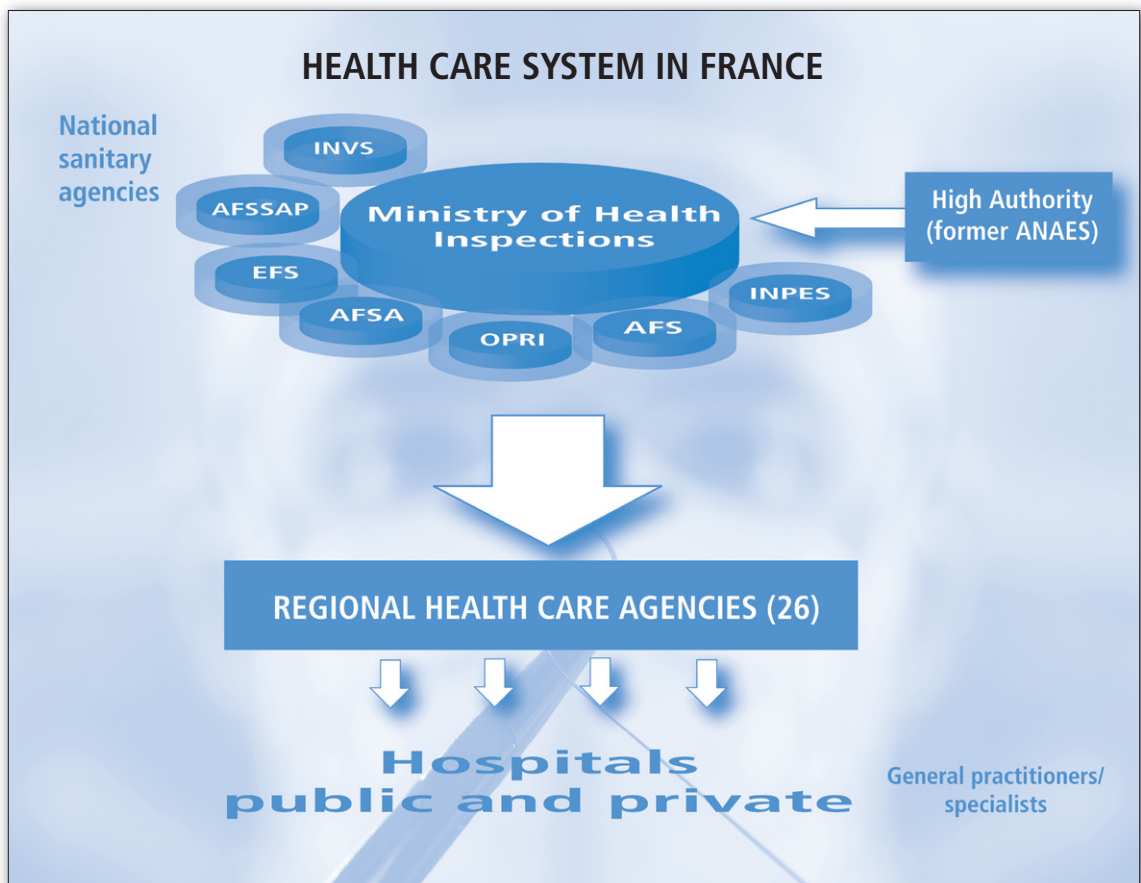 HEALTH CARE SYSTEM IN FRANCE
National
sanitary
agencies
INVS
AFSSAP
EFS
AFSA
OPRI
AFS
INPES
Ministry of Health
Inspections
High Authority
(former ANAES)
REGIONAL HEALTH CARE AGENCIES (26)
Hospitals
public and private
General practitioners/
specialists